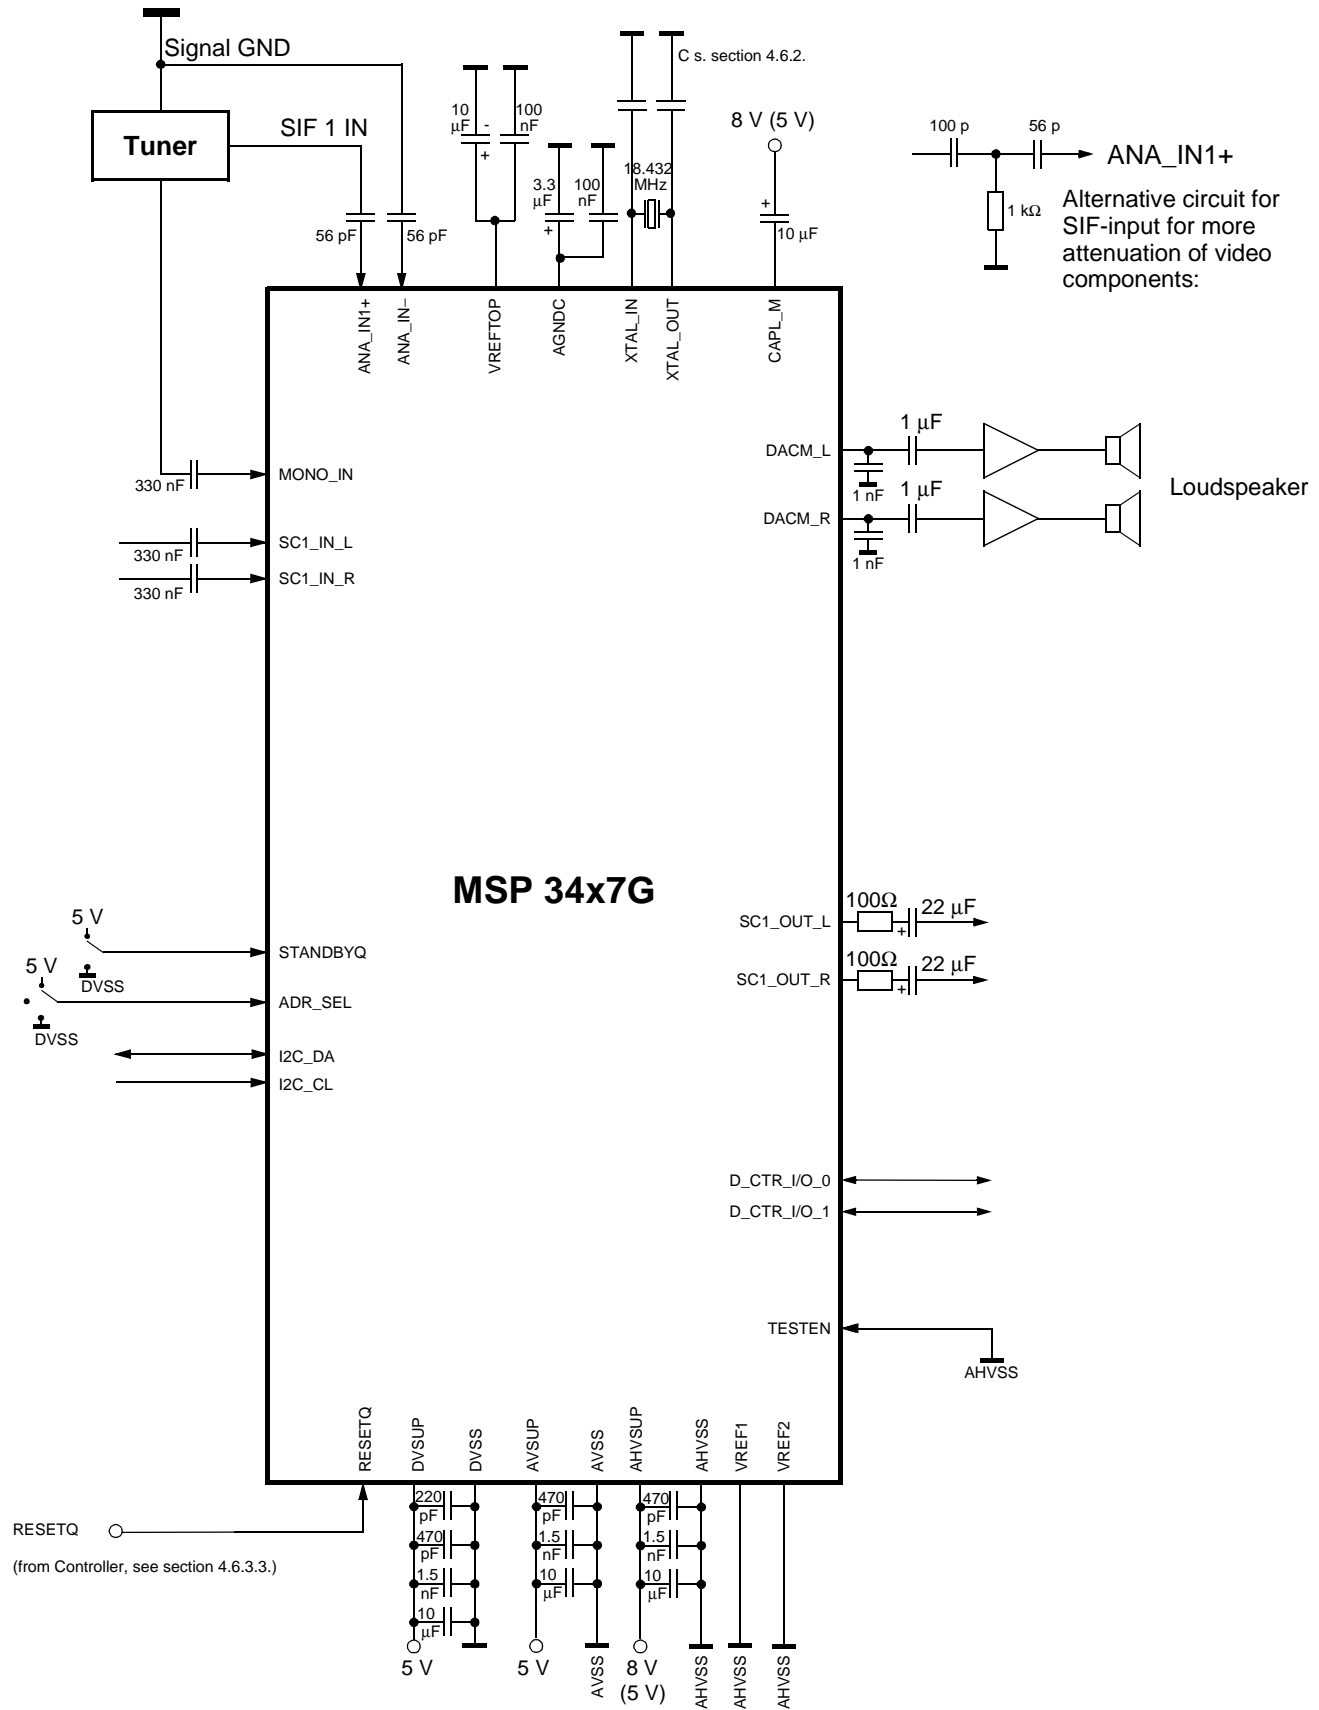 Signal GND
C s. section 4.6.2.
Tuner
SIF 1 IN
10
µF
-
+
100
nF
8 V (5 V)
100 p
56 p
ANA_IN1+
1 kΩ
Alternative circuit for
SIF-input for more
attenuation of video
components:
56 pF
56 pF
3.3
µF
+
100
nF
18.432
MHz
+
10 µF
ANA_IN1+
ANA_IN−
VREFTOP
AGNDC
XTAL_IN
XTAL_OUT
CAPL_M
330 nF
MONO_IN
330 nF
SC1_IN_L
330 nF
SC1_IN_R
DACM_L
1 µF
1 nF
DACM_R
1 µF
1 nF
Loudspeaker
MSP 34x7G
SC1_OUT_L
100Ω
+
22 µF
SC1_OUT_R
100Ω
+
22 µF
5 V
DVSS
STANDBYQ
5 V
DVSS
ADR_SEL
I2C_DA
I2C_CL
D_CTR_I/O_0
D_CTR_I/O_1
TESTEN
AHVSS
RESETQ
DVSUP
DVSS
AVSUP
AVSS
AHVSUP
AHVSS
VREF1
VREF2
RESETQ
(from Controller, see section 4.6.3.3.)
220
pF
470
pF
1.5
nF
10
µF
5 V
470
pF
1.5
nF
10
µF
5 V
AVSS
470
pF
1.5
nF
10
µF
8 V
(5 V)
AHVSS
AHVSS
AHVSS